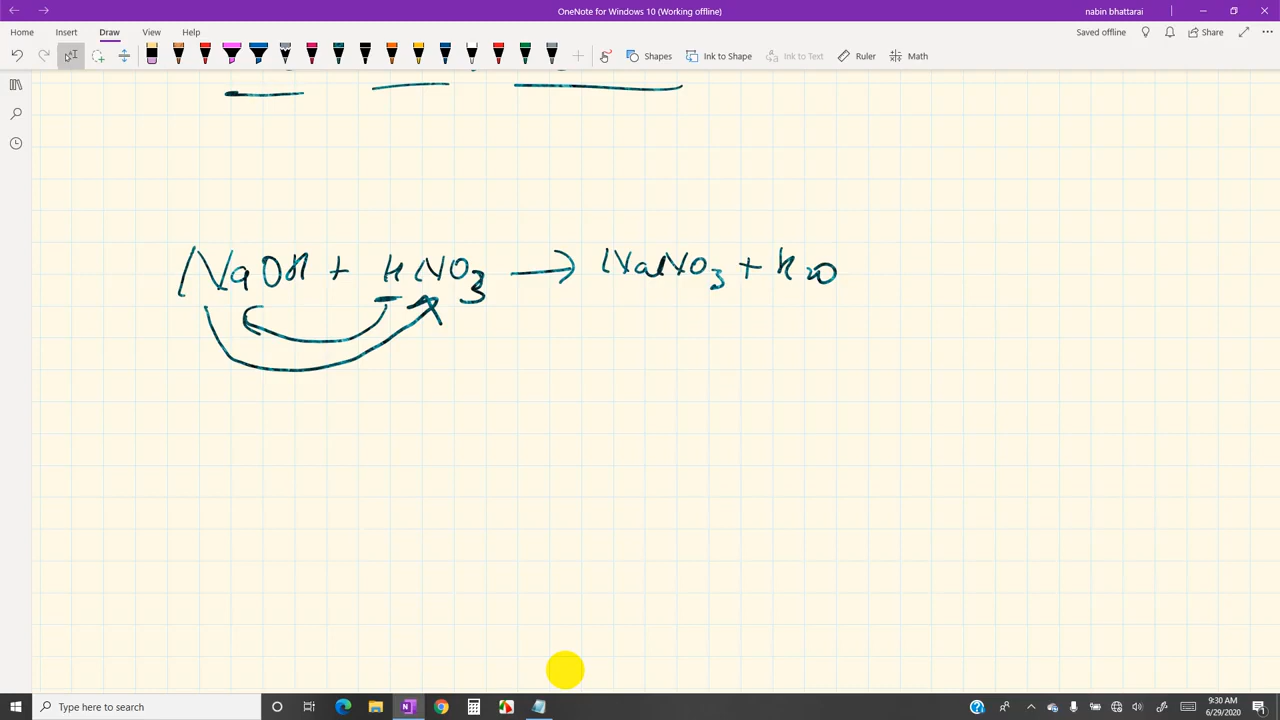 OneNote for Windows 10 (Working offline)
nabin bhattarai
Home Insert Draw View Help
Saved offline Share
Shapes Ink to Shape Ink to Text Ruler Math
NaOH + HNO3 → NaNO3 + H2O
Type here to search
9:30 AM
6/29/2020